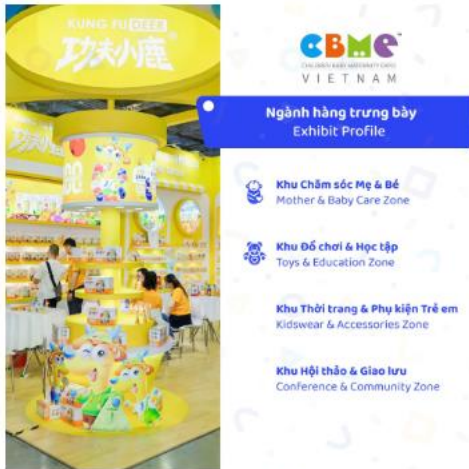 KUNG FU DEER
功夫小鹿
CBME
CHILDREN BABY MATERNITY EXPO
VIETNAM
Ngành hàng trưng bày
Exhibit Profile
Khu Chăm sóc Mẹ & Bé
Mother & Baby Care Zone
Khu Đồ chơi & Học tập
Toys & Education Zone
Khu Thời trang & Phụ kiện Trẻ em
Kidswear & Accessories Zone
Khu Hội thảo & Giao lưu
Conference & Community Zone